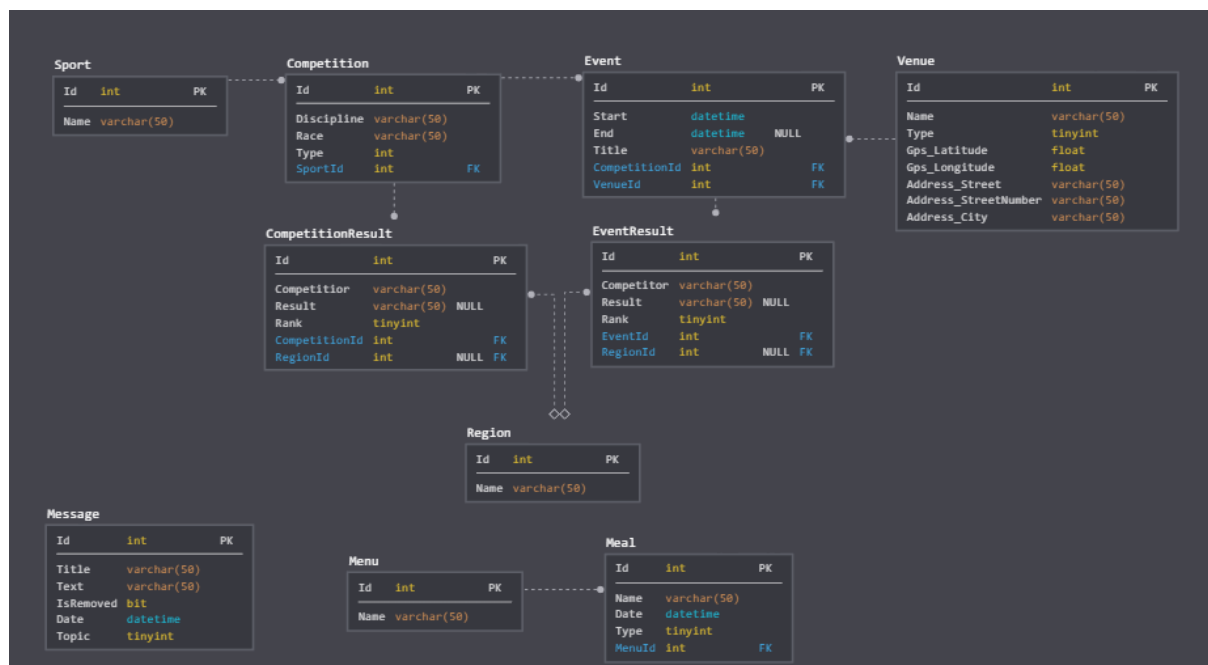 Sport
Id int PK
Name varchar(50)
Competition
Id int PK
Discipline varchar(50)
Race varchar(50)
Type int
SportId int FK
Event
Id int PK
Start datetime
End datetime NULL
Title varchar(50)
CompetitionId int FK
VenueId int FK
Venue
Id int PK
Name varchar(50)
Type tinyint
Gps_Latitude float
Gps_Longitude float
Address_Street varchar(50)
Address_StreetNumber varchar(50)
Address_City varchar(50)
CompetitionResult
Id int PK
Competitior varchar(50)
Result varchar(50) NULL
Rank tinyint
CompetitionId int FK
RegionId int NULL FK
EventResult
Id int PK
Competitor varchar(50)
Result varchar(50) NULL
Rank tinyint
EventId int FK
RegionId int NULL FK
Region
Id int PK
Name varchar(50)
Message
Id int PK
Title varchar(50)
Text varchar(50)
IsRemoved bit
Date datetime
Topic tinyint
Menu
Id int PK
Name varchar(50)
Meal
Id int PK
Name varchar(50)
Date datetime
Type tinyint
MenuId int FK